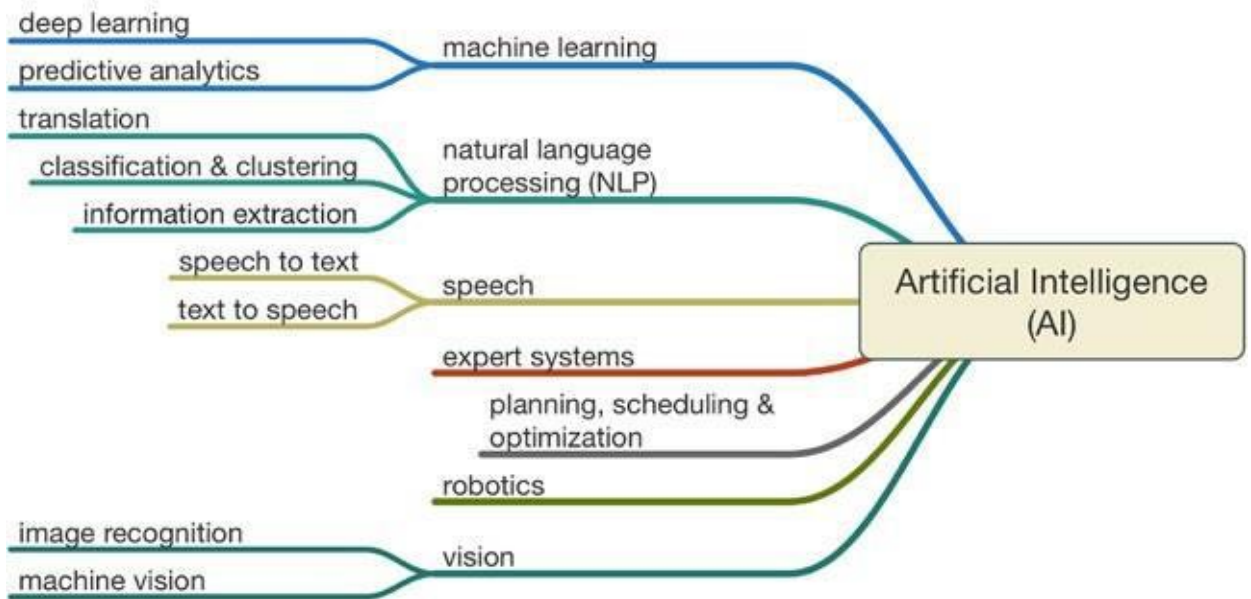 deep learning
machine learning
predictive analytics
translation
natural language
processing (NLP)
classification & clustering
information extraction
speech to text
speech
text to speech
Artificial Intelligence
(AI)
expert systems
planning, scheduling &
optimization
robotics
image recognition
vision
machine vision